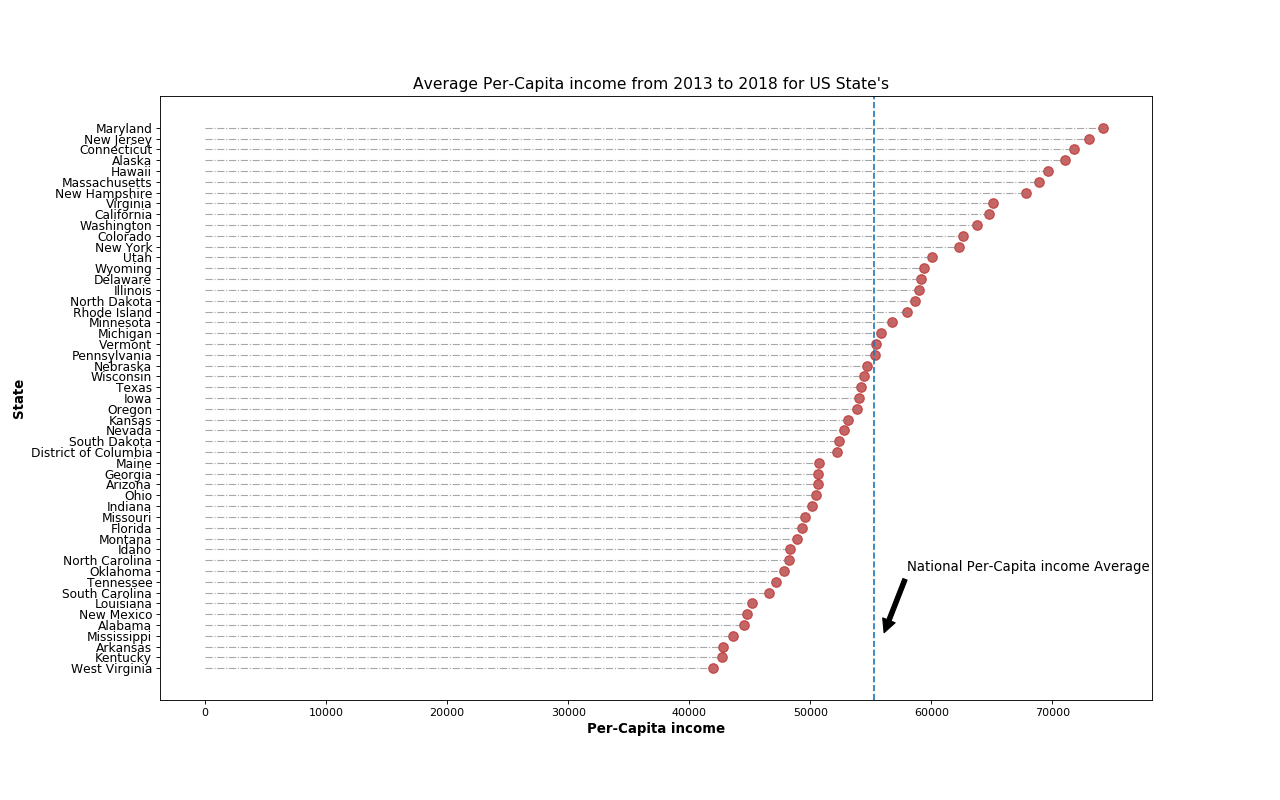 Average Per-Capita income from 2013 to 2018 for US State's
State
Maryland
New Jersey
Connecticut
Alaska
Hawaii
Massachusetts
New Hampshire
Virginia
California
Washington
Colorado
New York
Utah
Wyoming
Delaware
Illinois
North Dakota
Rhode Island
Minnesota
Michigan
Vermont
Pennsylvania
Nebraska
Wisconsin
Texas
Iowa
Oregon
Kansas
Nevada
South Dakota
District of Columbia
Maine
Georgia
Arizona
Ohio
Indiana
Missouri
Florida
Montana
Idaho
North Carolina
Oklahoma
Tennessee
South Carolina
Louisiana
New Mexico
Alabama
Mississippi
Arkansas
Kentucky
West Virginia
National Per-Capita income Average
0 10000 20000 30000 40000 50000 60000 70000
Per-Capita income